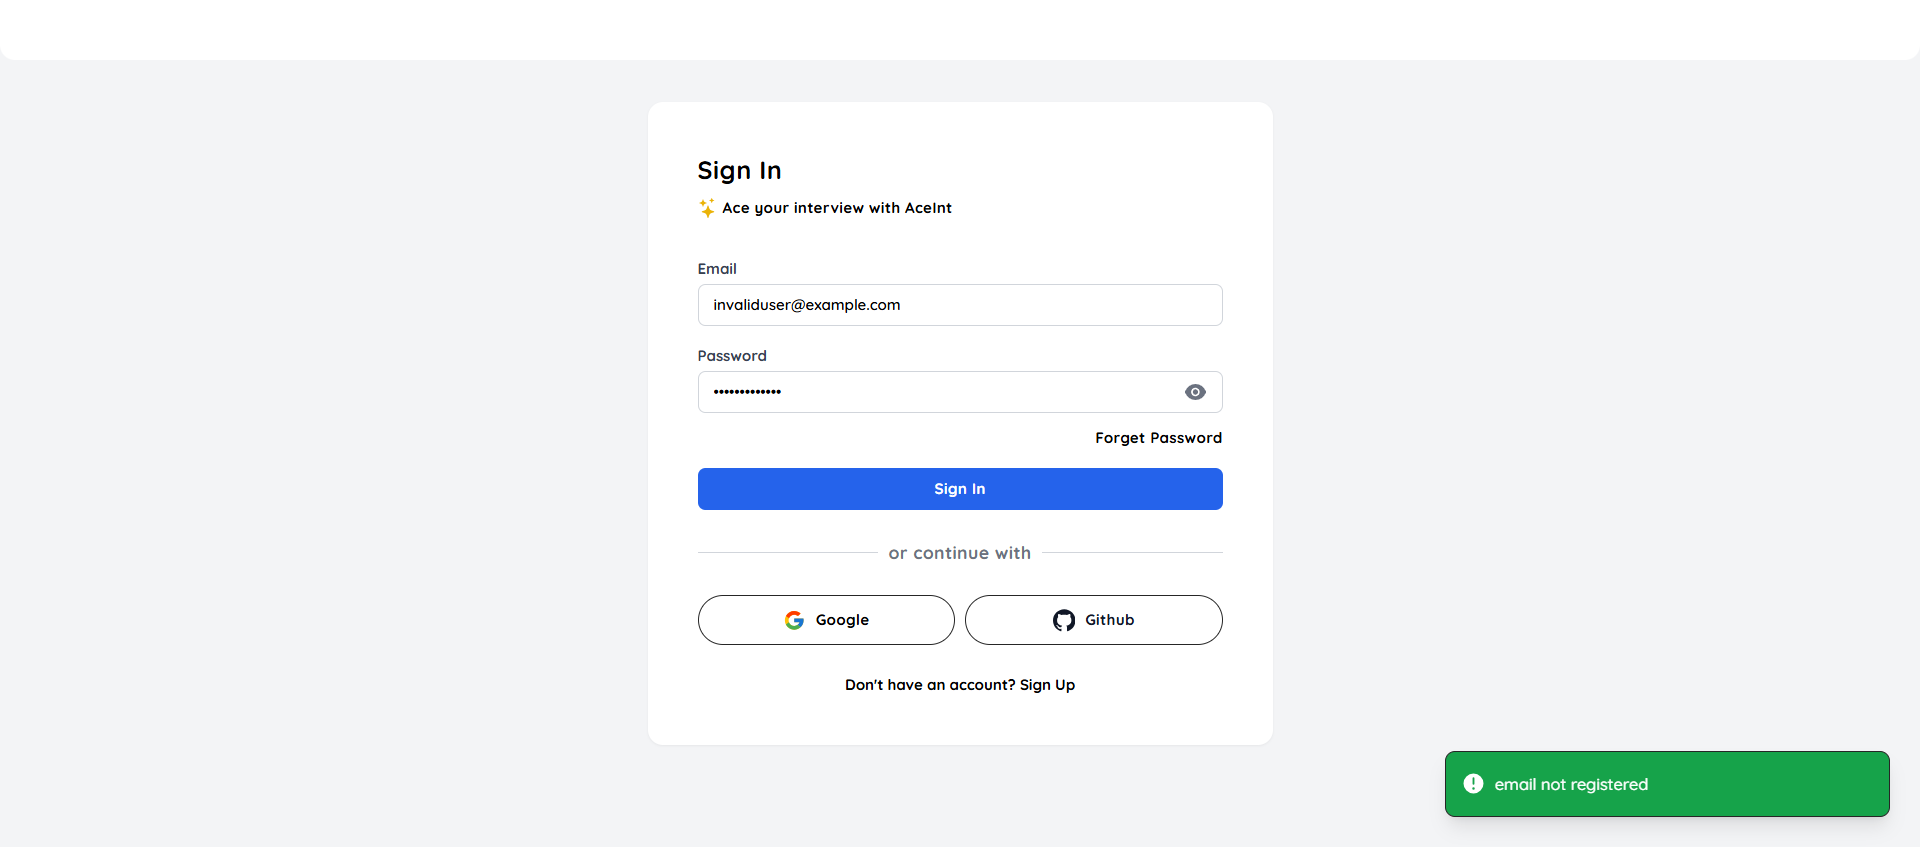 Sign In
Ace your interview with AceInt
Email
invaliduser@example.com
Password
•••••••••••••
Forget Password
Sign In
or continue with
Google
Github
Don't have an account? Sign Up
email not registered